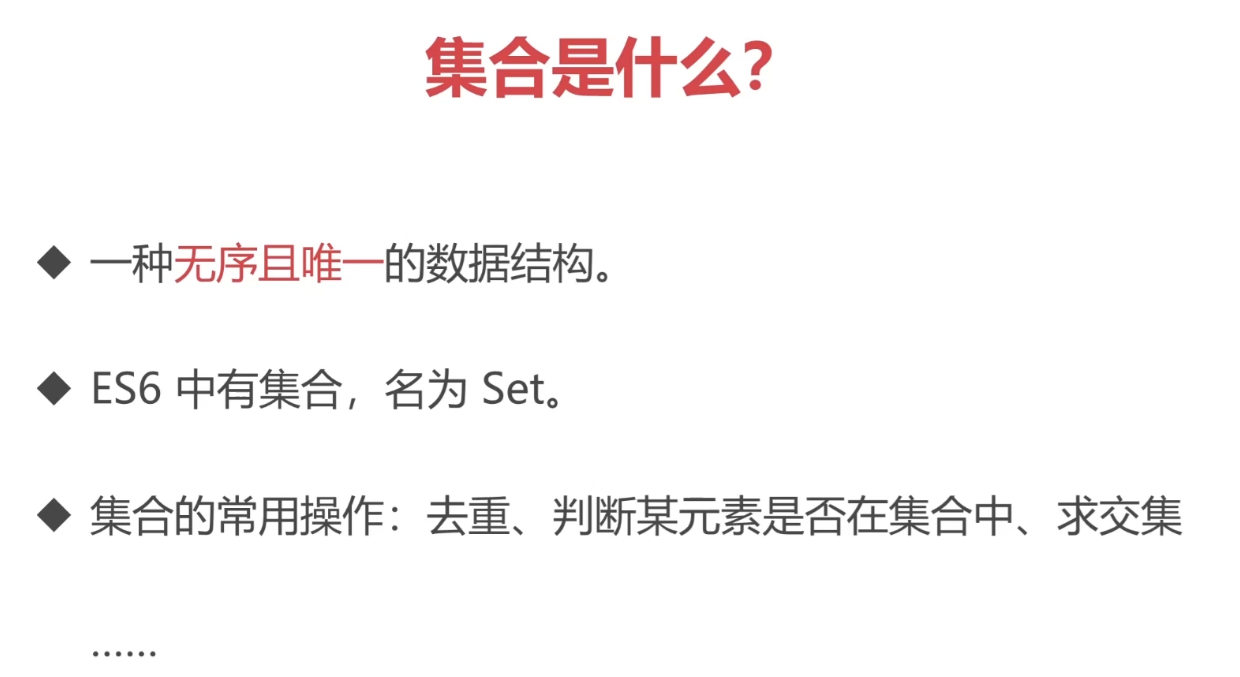 集合是什么?
◆ 一种无序且唯一的数据结构。
◆ ES6 中有集合，名为 Set。
◆ 集合的常用操作：去重、判断某元素是否在集合中、求交集
……